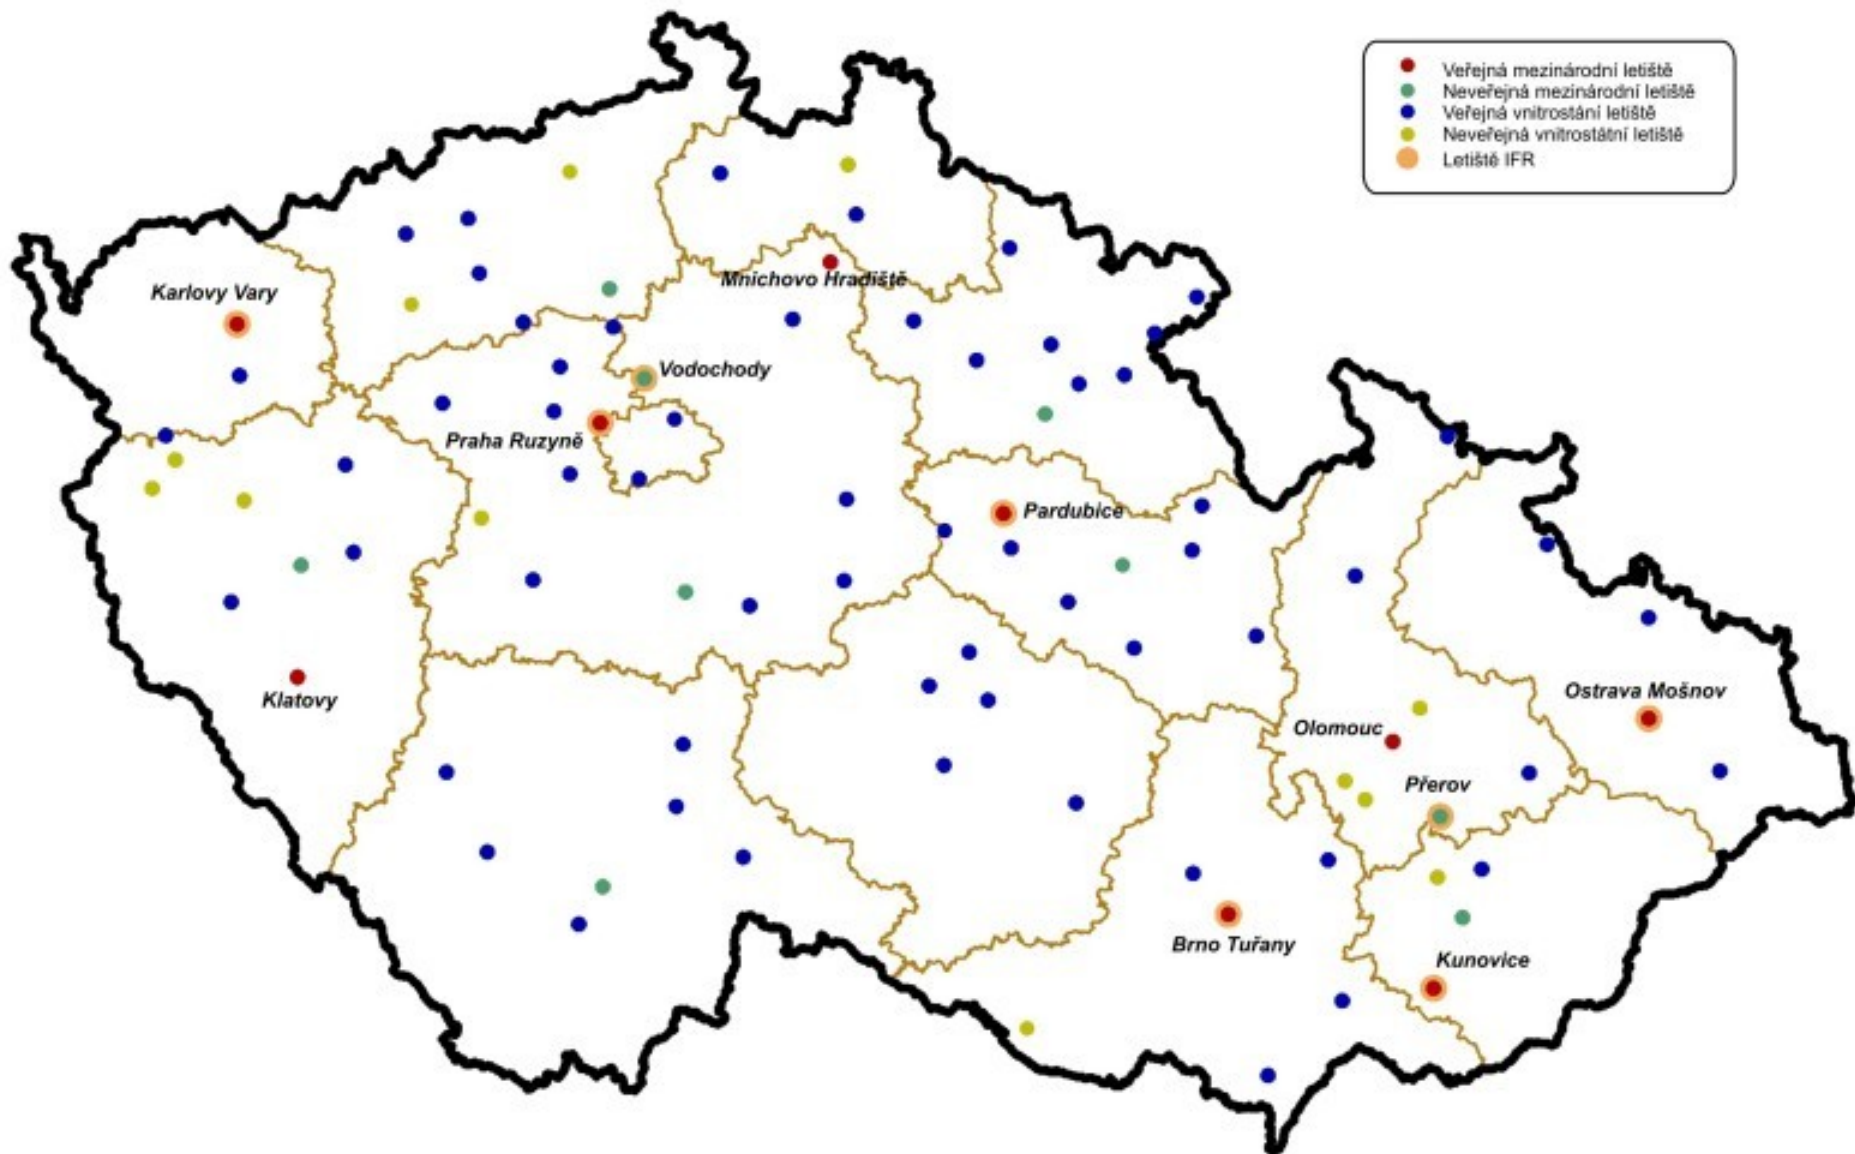 Veřejná mezinárodní letiště
Neveřejná mezinárodní letiště
Veřejná vnitrostání letiště
Neveřejná vnitrostátní letiště
Letiště IFR
Karlovy Vary
Mnichovo Hradiště
Vodochody
Praha Ruzyně
Pardubice
Klatovy
Ostrava Mošnov
Olomouc
Přerov
Brno Tuřany
Kunovice